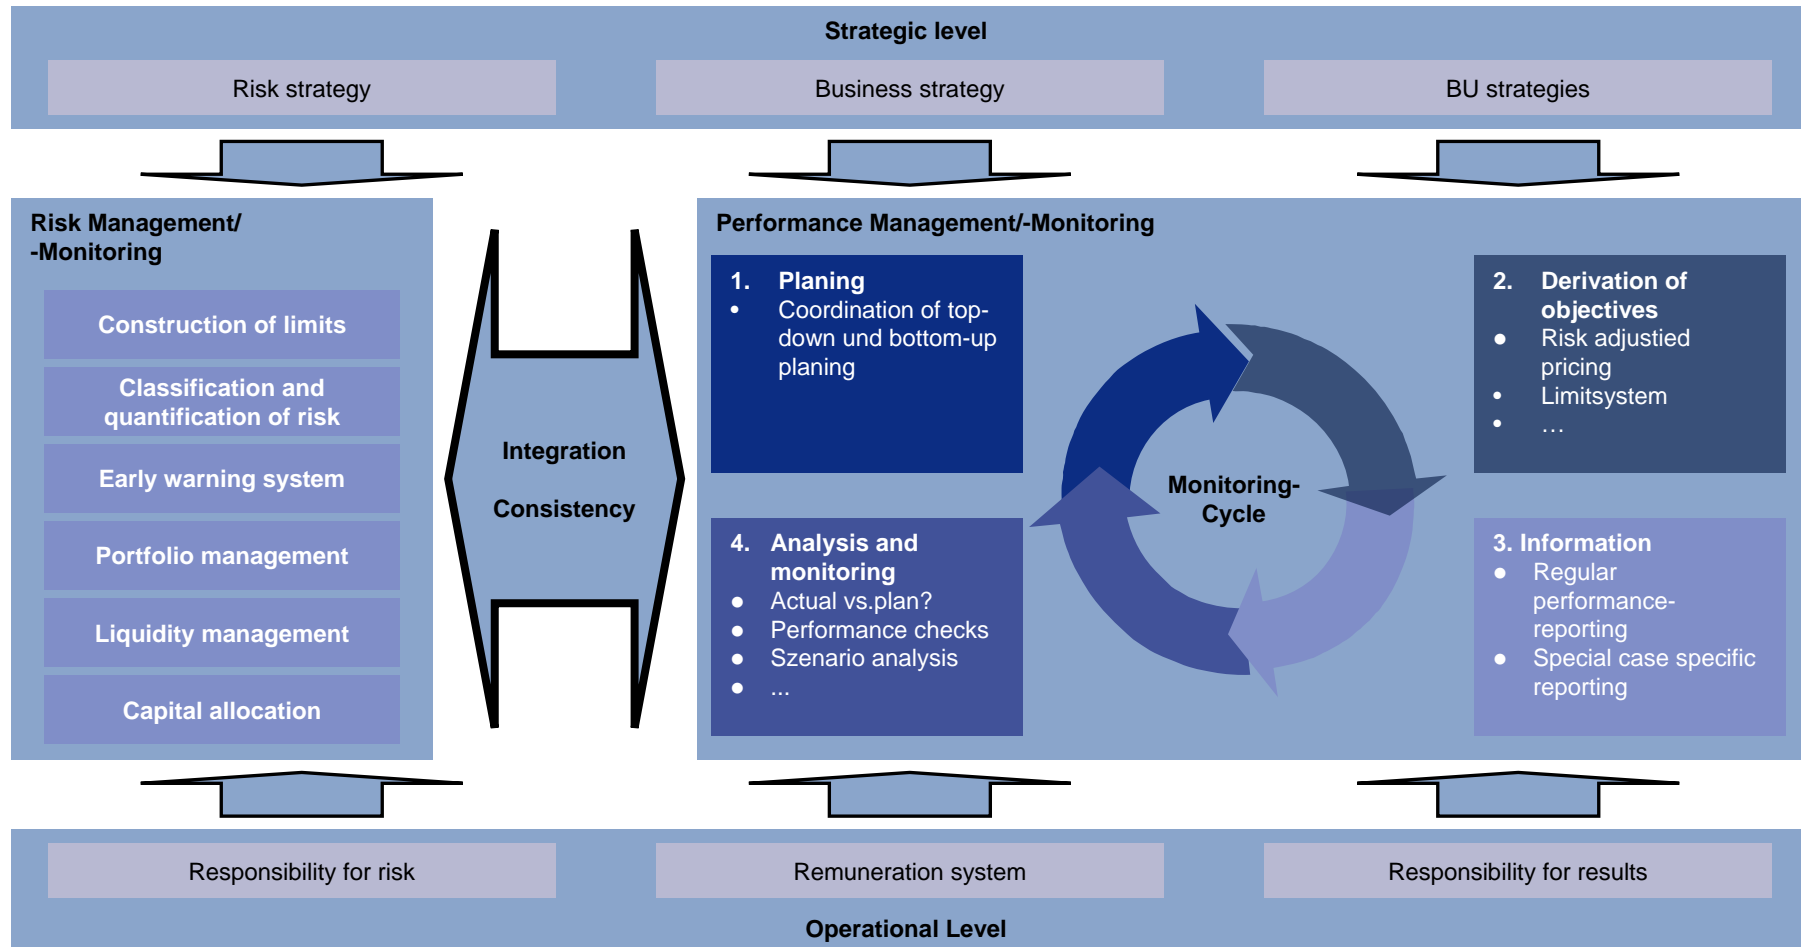 Strategic level
Risk strategy
Business strategy
BU strategies
Risk Management/
-Monitoring
Construction of limits
Classification and
quantification of risk
Early warning system
Portfolio management
Liquidity management
Capital allocation
Integration
Consistency
Performance Management/-Monitoring
1. Planing
• Coordination of top-
down und bottom-up
planing
2. Derivation of
objectives
● Risk adjustied
pricing
• Limitsystem
• …
Monitoring-
Cycle
4. Analysis and
monitoring
● Actual vs.plan?
● Performance checks
● Szenario analysis
● ...
3. Information
● Regular
performance-
reporting
● Special case specific
reporting
Responsibility for risk
Remuneration system
Responsibility for results
Operational Level